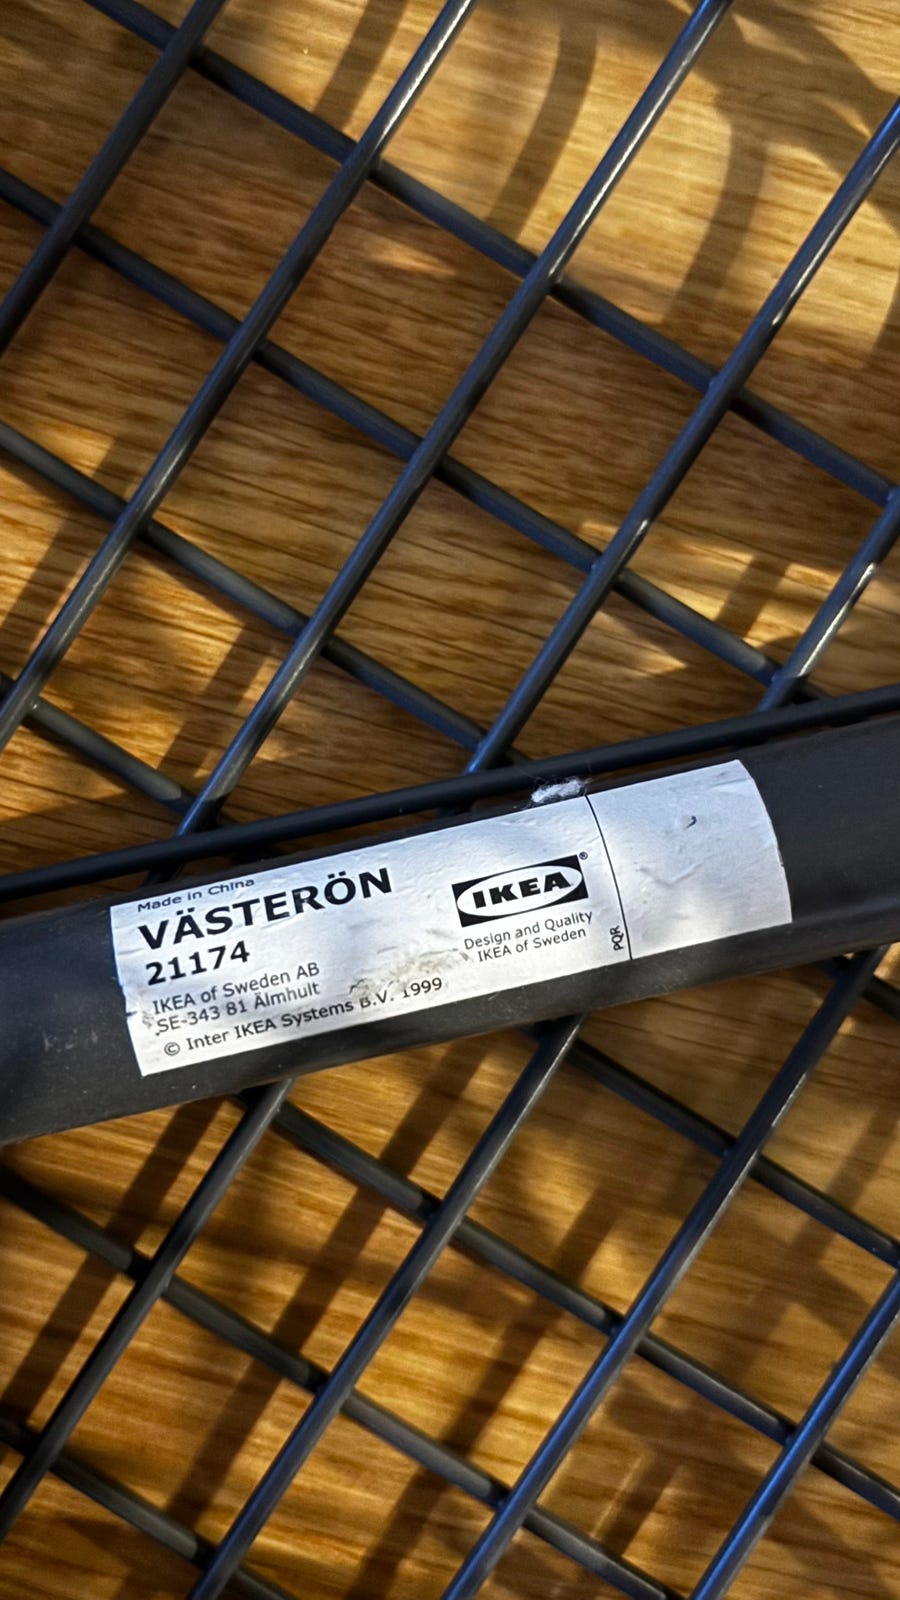 Made in China
VÄSTERÖN
21174
IKEA of Sweden AB
SE-343 81 Älmhult
© Inter IKEA Systems B.V. 1999
IKEA®
Design and Quality
IKEA of Sweden
PQR